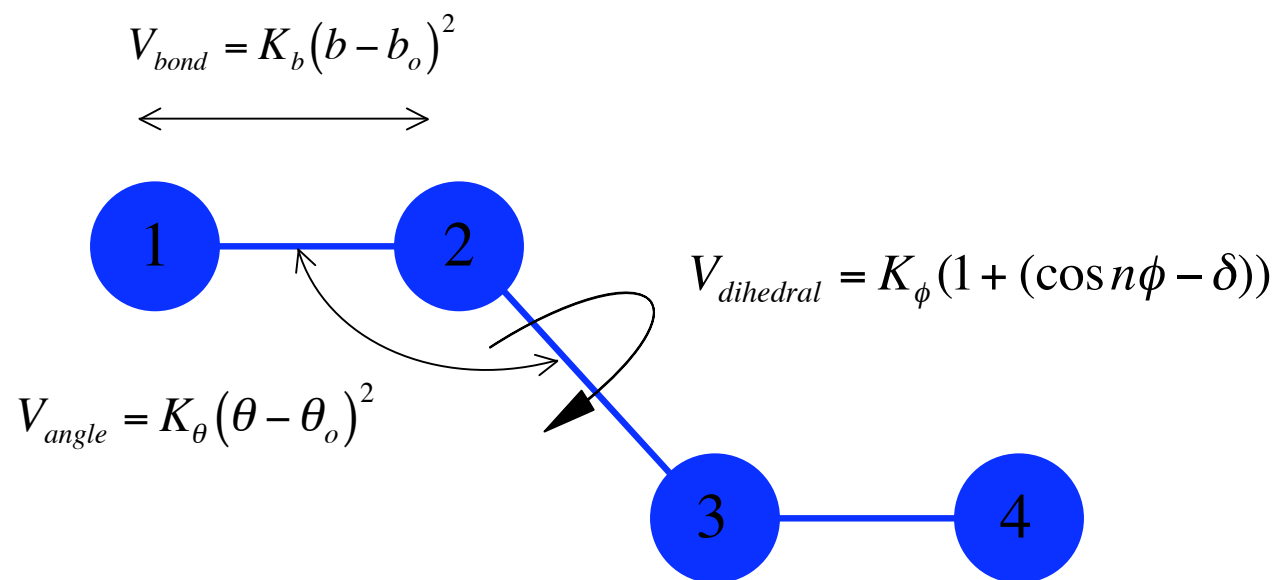 V_bond = K_b(b − b_o)^2
1
2
V_dihedral = K_ϕ(1 + (cos nϕ − δ))
V_angle = K_θ(θ − θ_o)^2
3
4